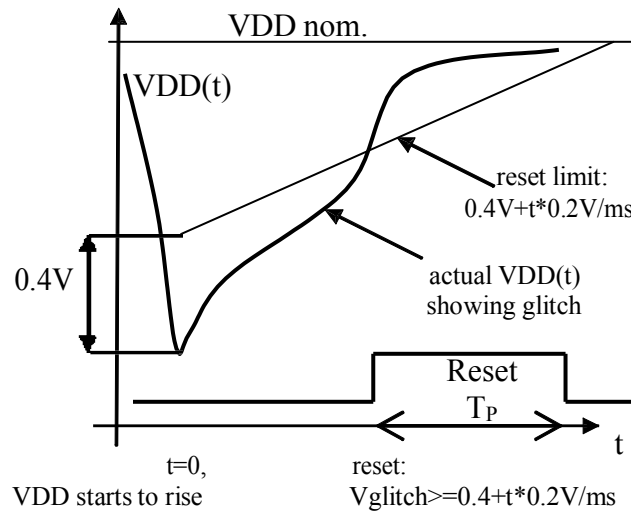 VDD nom.
VDD(t)
reset limit:
0.4V+t*0.2V/ms
0.4V
actual VDD(t)
showing glitch
Reset
TP
t
t=0,
VDD starts to rise
reset:
Vglitch>=0.4+t*0.2V/ms